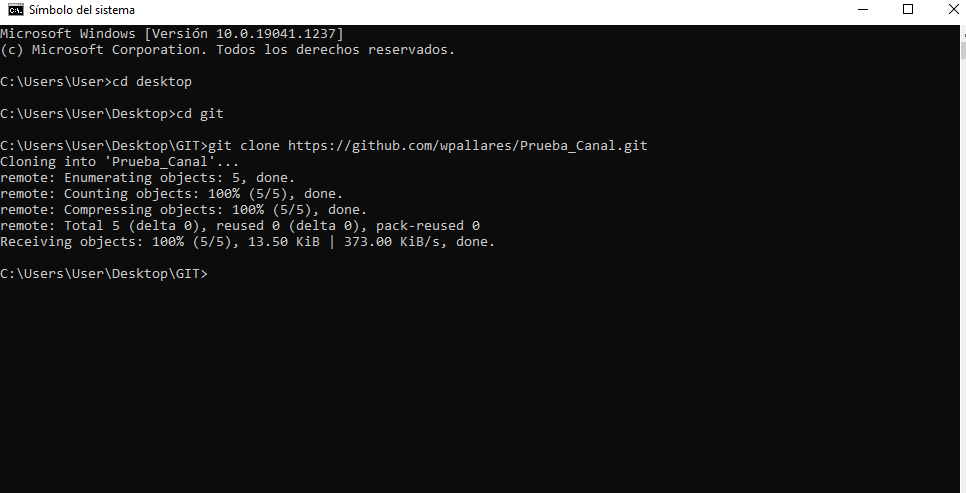 Símbolo del sistema
Microsoft Windows [Versión 10.0.19041.1237]
(c) Microsoft Corporation. Todos los derechos reservados.
C:\Users\User>cd desktop
C:\Users\User\Desktop>cd git
C:\Users\User\Desktop\GIT>git clone https://github.com/wpallares/Prueba_Canal.git
Cloning into 'Prueba_Canal'...
remote: Enumerating objects: 5, done.
remote: Counting objects: 100% (5/5), done.
remote: Compressing objects: 100% (5/5), done.
remote: Total 5 (delta 0), reused 0 (delta 0), pack-reused 0
Receiving objects: 100% (5/5), 13.50 KiB | 373.00 KiB/s, done.
C:\Users\User\Desktop\GIT>